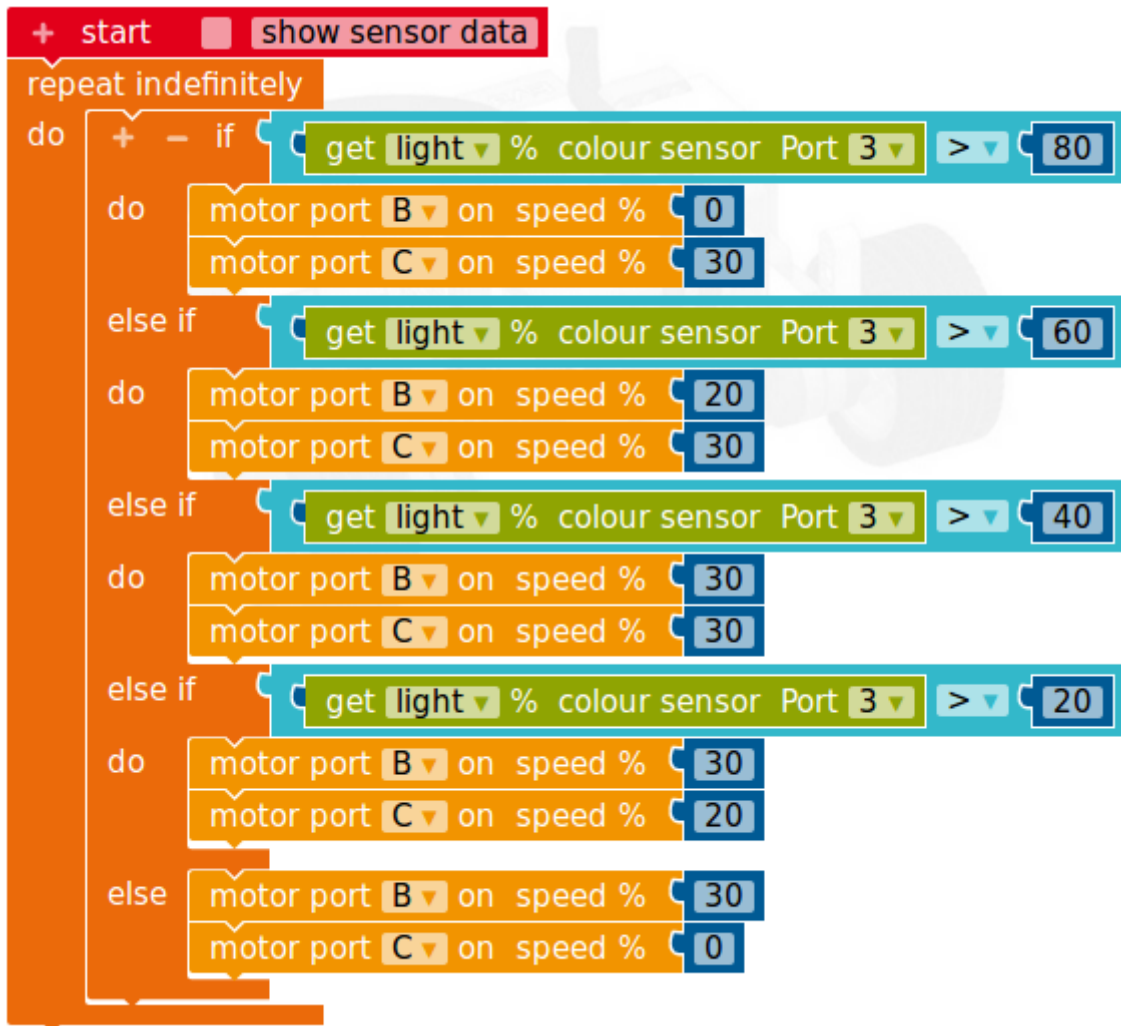 + start show sensor data
repeat indefinitely
do + - if get light ▾ % colour sensor Port 3 ▾ > ▾ 80
do motor port B ▾ on speed % 0
motor port C ▾ on speed % 30
else if get light ▾ % colour sensor Port 3 ▾ > ▾ 60
do motor port B ▾ on speed % 20
motor port C ▾ on speed % 30
else if get light ▾ % colour sensor Port 3 ▾ > ▾ 40
do motor port B ▾ on speed % 30
motor port C ▾ on speed % 30
else if get light ▾ % colour sensor Port 3 ▾ > ▾ 20
do motor port B ▾ on speed % 30
motor port C ▾ on speed % 20
else motor port B ▾ on speed % 30
motor port C ▾ on speed % 0